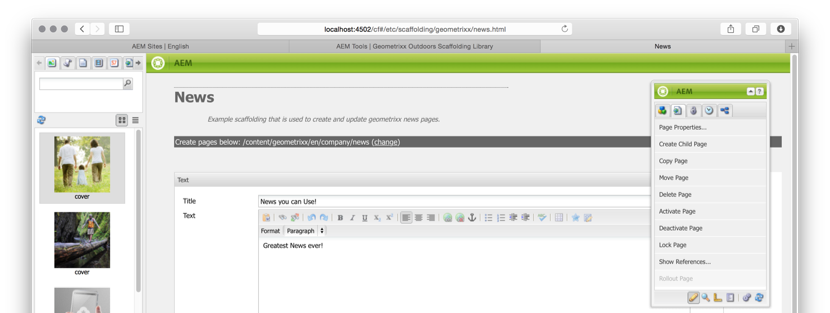 localhost:4502/cf#/etc/scaffolding/geometrixx/news.html
AEM Sites | English
AEM Tools | Geometrixx Outdoors Scaffolding Library
News
AEM
News
Example scaffolding that is used to create and update geometrixx news pages.
Create pages below: /content/geometrixx/en/company/news (change)
Text
Title
News you can Use!
Text
Format
Paragraph
Greatest News ever!
cover
cover
AEM
Page Properties...
Create Child Page
Copy Page
Move Page
Delete Page
Activate Page
Deactivate Page
Lock Page
Show References...
Rollout Page